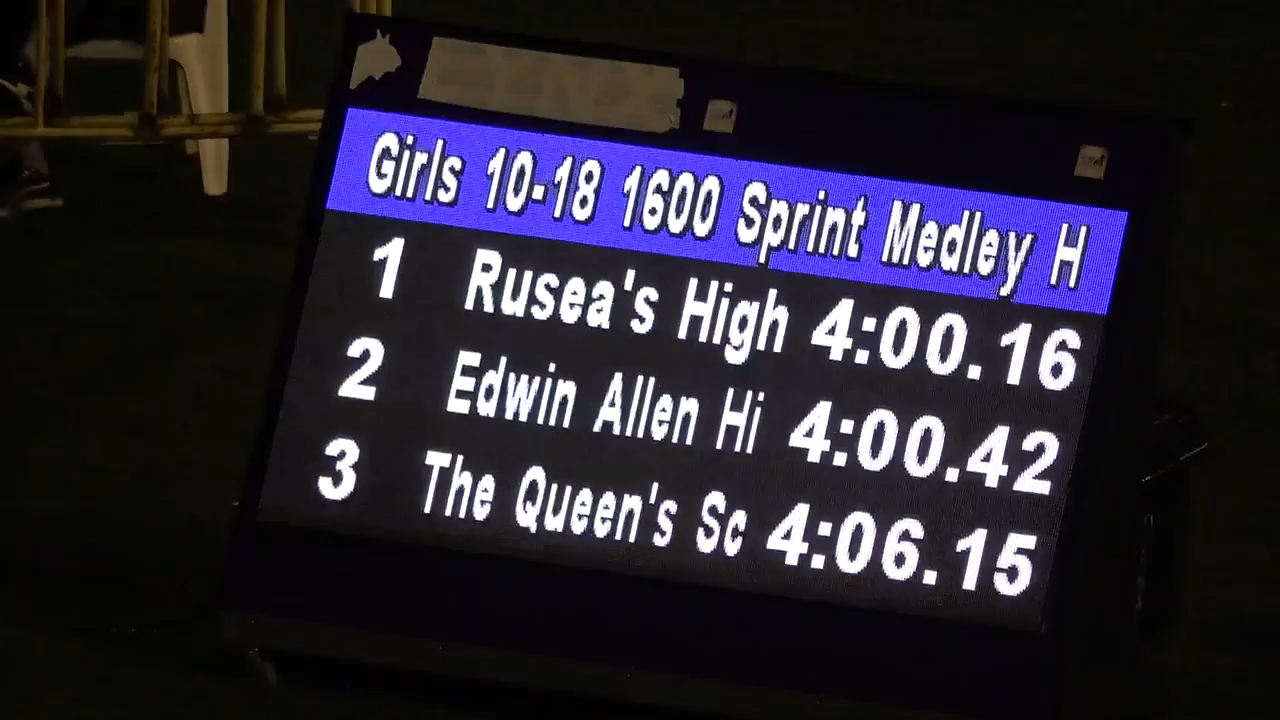 Girls 10-18 1600 Sprint Medley H
1 Rusea's High 4:00.16
2 Edwin Allen Hi 4:00.42
3 The Queen's Sc 4:06.15